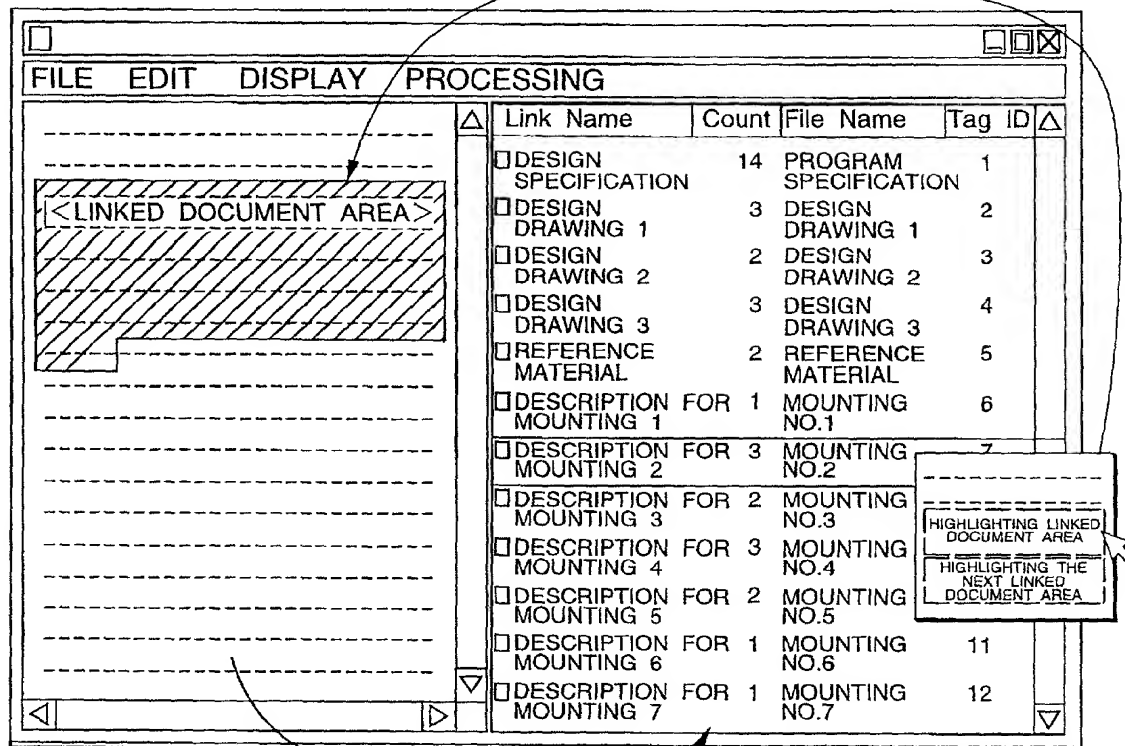 FILE EDIT DISPLAY PROCESSING
<LINKED DOCUMENT AREA>
Link Name Count File Name Tag ID
DESIGN 14 PROGRAM 1
SPECIFICATION SPECIFICATION
DESIGN 3 DESIGN 2
DRAWING 1 DRAWING 1
DESIGN 2 DESIGN 3
DRAWING 2 DRAWING 2
DESIGN 3 DESIGN 4
DRAWING 3 DRAWING 3
REFERENCE 2 REFERENCE 5
MATERIAL MATERIAL
DESCRIPTION FOR 1 MOUNTING 6
MOUNTING 1 NO.1
DESCRIPTION FOR 3 MOUNTING 7
MOUNTING 2 NO.2
DESCRIPTION FOR 2 MOUNTING
MOUNTING 3 NO.3
DESCRIPTION FOR 3 MOUNTING
MOUNTING 4 NO.4
DESCRIPTION FOR 2 MOUNTING
MOUNTING 5 NO.5
DESCRIPTION FOR 1 MOUNTING 11
MOUNTING 6 NO.6
DESCRIPTION FOR 1 MOUNTING 12
MOUNTING 7 NO.7
HIGHLIGHTING LINKED
DOCUMENT AREA
HIGHLIGHTING THE
NEXT LINKED
DOCUMENT AREA